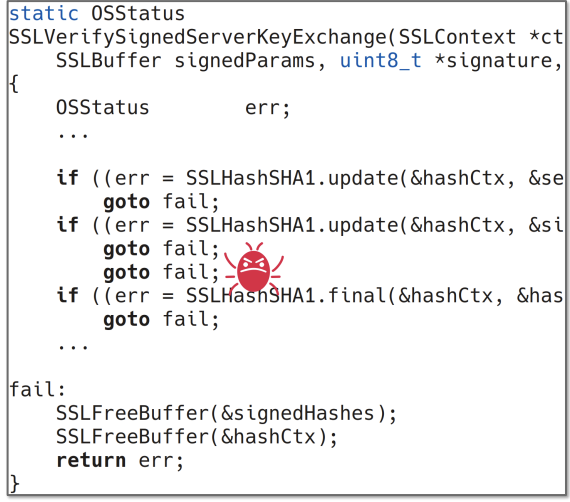 static OSStatus
SSLVerifySignedServerKeyExchange(SSLContext *ct
    SSLBuffer signedParams, uint8_t *signature,
{
    OSStatus        err;
    ...

    if ((err = SSLHashSHA1.update(&hashCtx, &se
        goto fail;
    if ((err = SSLHashSHA1.update(&hashCtx, &si
        goto fail;
        goto fail;
    if ((err = SSLHashSHA1.final(&hashCtx, &has
        goto fail;
    ...

fail:
    SSLFreeBuffer(&signedHashes);
    SSLFreeBuffer(&hashCtx);
    return err;
}